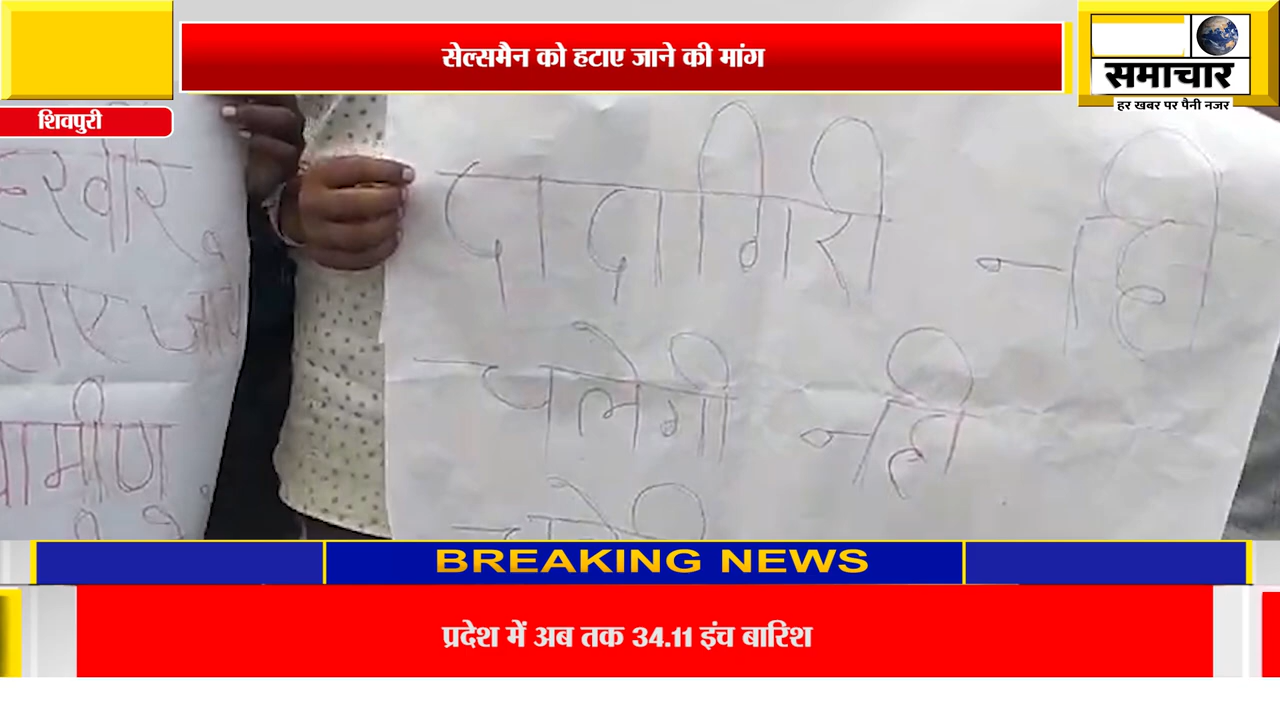 सेल्समैन को हटाए जाने की मांग
समाचार
हर खबर पर पैनी नजर
शिवपुरी
दादागिरी नही
चलेगी नही
ग्रामीण
BREAKING NEWS
प्रदेश में अब तक 34.11 इंच बारिश